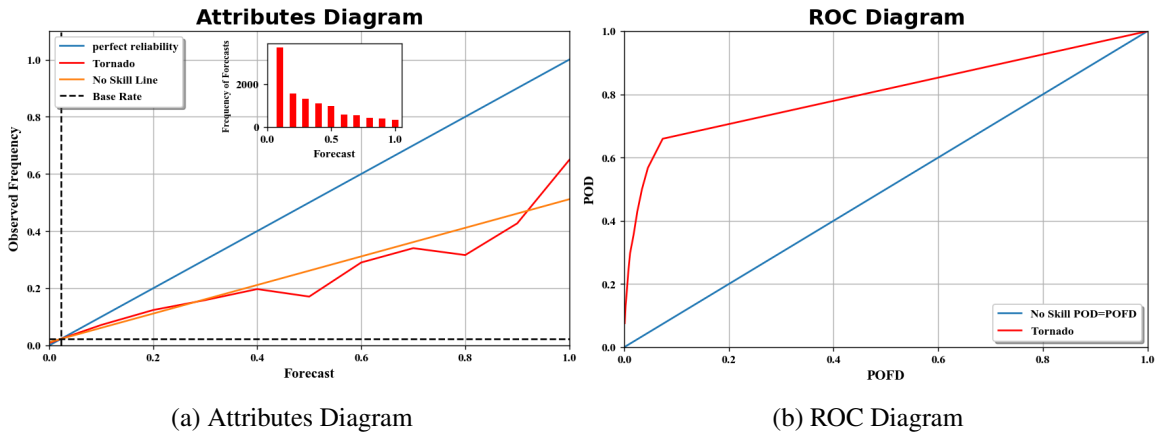 Attributes Diagram
Observed Frequency
1.0
0.8
0.6
0.4
0.2
0.0
perfect reliability
Tornado
No Skill Line
Base Rate
Frequency of Forecasts
2000
0
0.0 0.5 1.0
Forecast
0.0 0.2 0.4 0.6 0.8 1.0
Forecast
(a) Attributes Diagram
ROC Diagram
POD
1.0
0.8
0.6
0.4
0.2
0.0
No Skill POD=POFD
Tornado
0.0 0.2 0.4 0.6 0.8 1.0
POFD
(b) ROC Diagram